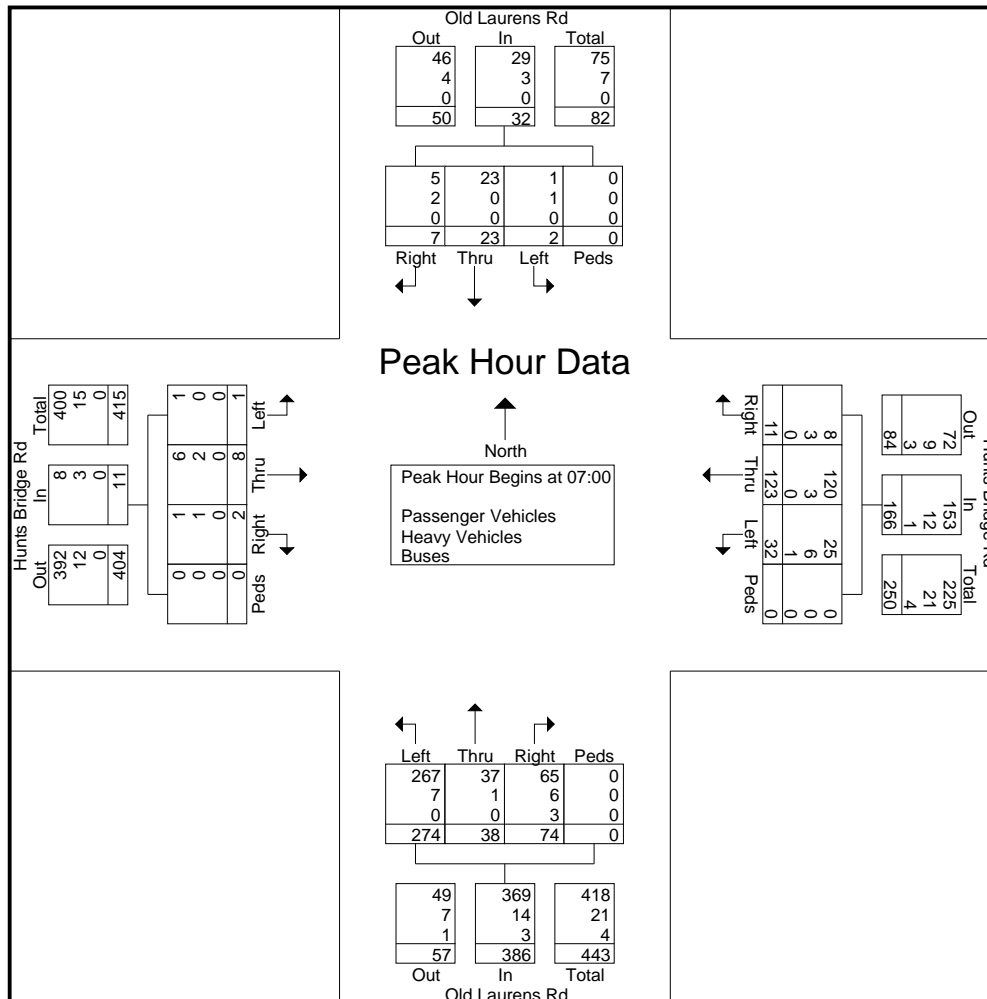 Old Laurens Rd
Out In Total
46 29 75
4 3 7
0 0 0
50 32 82
5 23 1 0
2 0 1 0
0 0 0 0
7 23 2 0
Right Thru Left Peds
Peak Hour Data
North
Peak Hour Begins at 07:00
Passenger Vehicles
Heavy Vehicles
Buses
Hunts Bridge Rd
Out In Total
392 8 400
12 3 15
0 0 0
404 11 415
Peds Right Thru Left
0 1 6 1
0 1 2 0
0 0 0 0
0 2 8 1
Right Thru Left Peds
8 120 25 0
3 3 6 0
0 0 1 0
11 123 32 0
Hunts Bridge Rd
Out In Total
72 153 225
9 12 21
3 1 4
84 166 250
Left Thru Right Peds
267 37 65 0
7 1 6 0
0 0 3 0
274 38 74 0
49 369 418
7 14 21
1 3 4
57 386 443
Out In Total
Old Laurens Rd